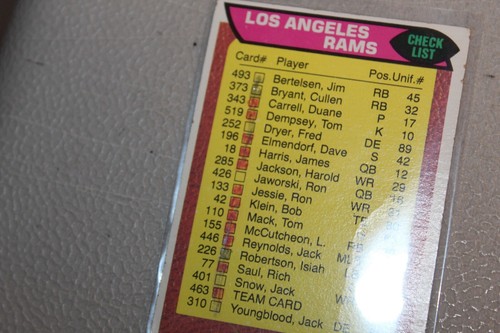 LOS ANGELES
RAMS
CHECK
LIST
Card# Player Pos. Unif.#
493 Bertelsen, Jim RB 45
373 Bryant, Cullen RB 32
343 Carrell, Duane P 17
519 Dempsey, Tom K 10
252 Dryer, Fred DE 89
196 Elmendorf, Dave S 42
18 Harris, James QB 12
285 Jackson, Harold WR 29
426 Jaworski, Ron QB 16
133 Jessie, Ron WR
42 Klein, Bob
110 Mack, Tom
155 McCutcheon, L.
446 Reynolds, Jack
226 Robertson, Isiah
77 Saul, Rich
401 Snow, Jack
463 TEAM CARD
310 Youngblood, Jack DE